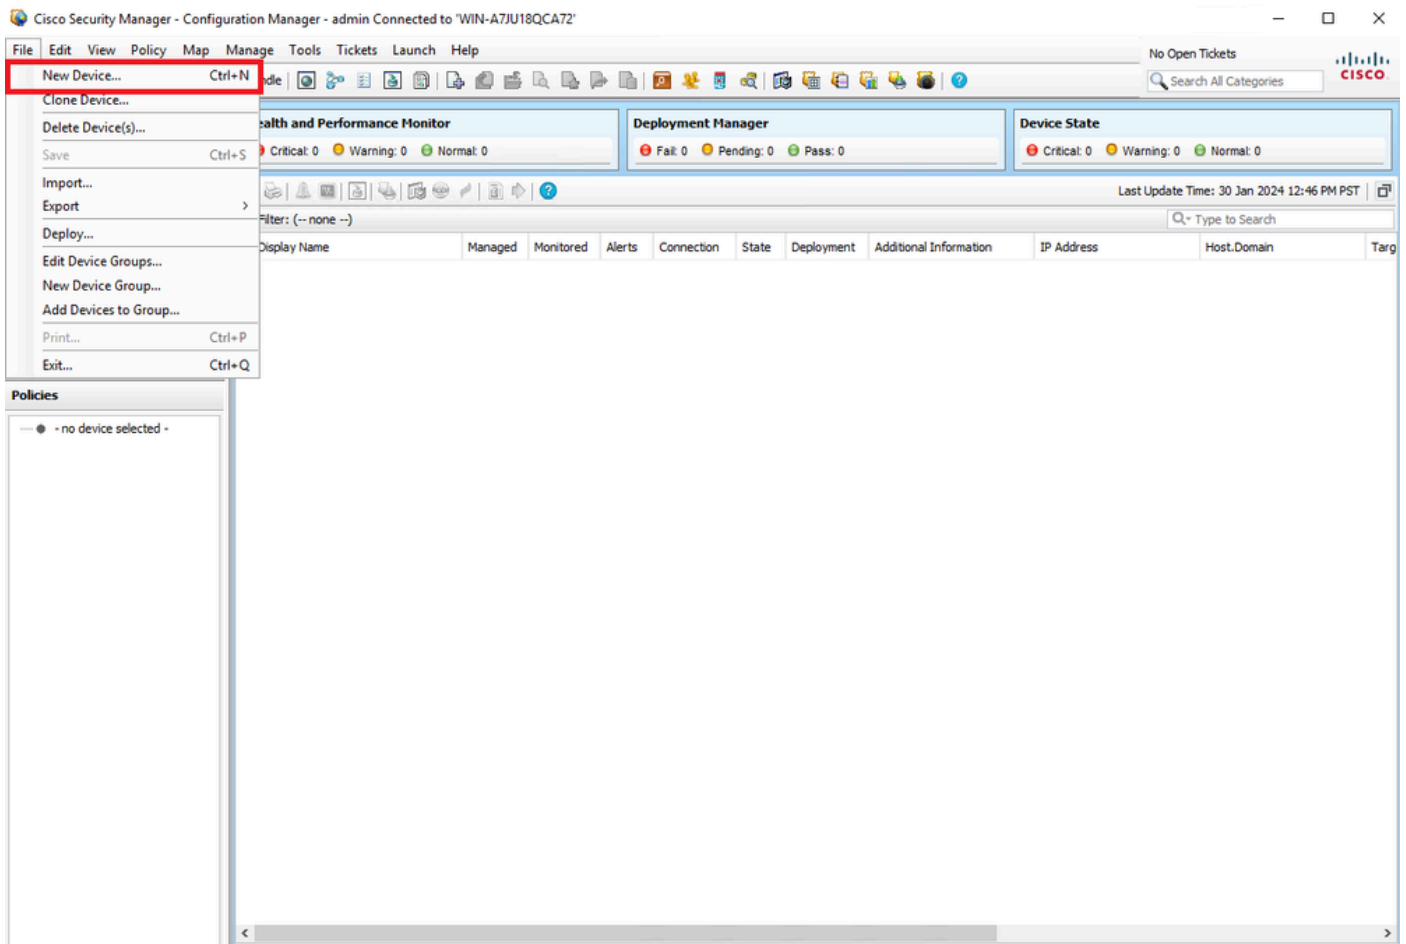 Cisco Security Manager - Configuration Manager - admin Connected to 'WIN-A7JU18QCA72'
File Edit View Policy Map Manage Tools Tickets Launch Help
No Open Tickets
CISCO
Search All Categories
New Device... Ctrl+N
Clone Device...
Delete Device(s)...
Save Ctrl+S
Import...
Export >
Deploy...
Edit Device Groups...
New Device Group...
Add Devices to Group...
Print... Ctrl+P
Exit... Ctrl+Q
ealth and Performance Monitor
Critical: 0 Warning: 0 Normal: 0
Deployment Manager
Fail: 0 Pending: 0 Pass: 0
Device State
Critical: 0 Warning: 0 Normal: 0
Last Update Time: 30 Jan 2024 12:46 PM PST
Filter: (-- none --)
Type to Search
Display Name Managed Monitored Alerts Connection State Deployment Additional Information IP Address Host.Domain Targ
Policies
- no device selected -